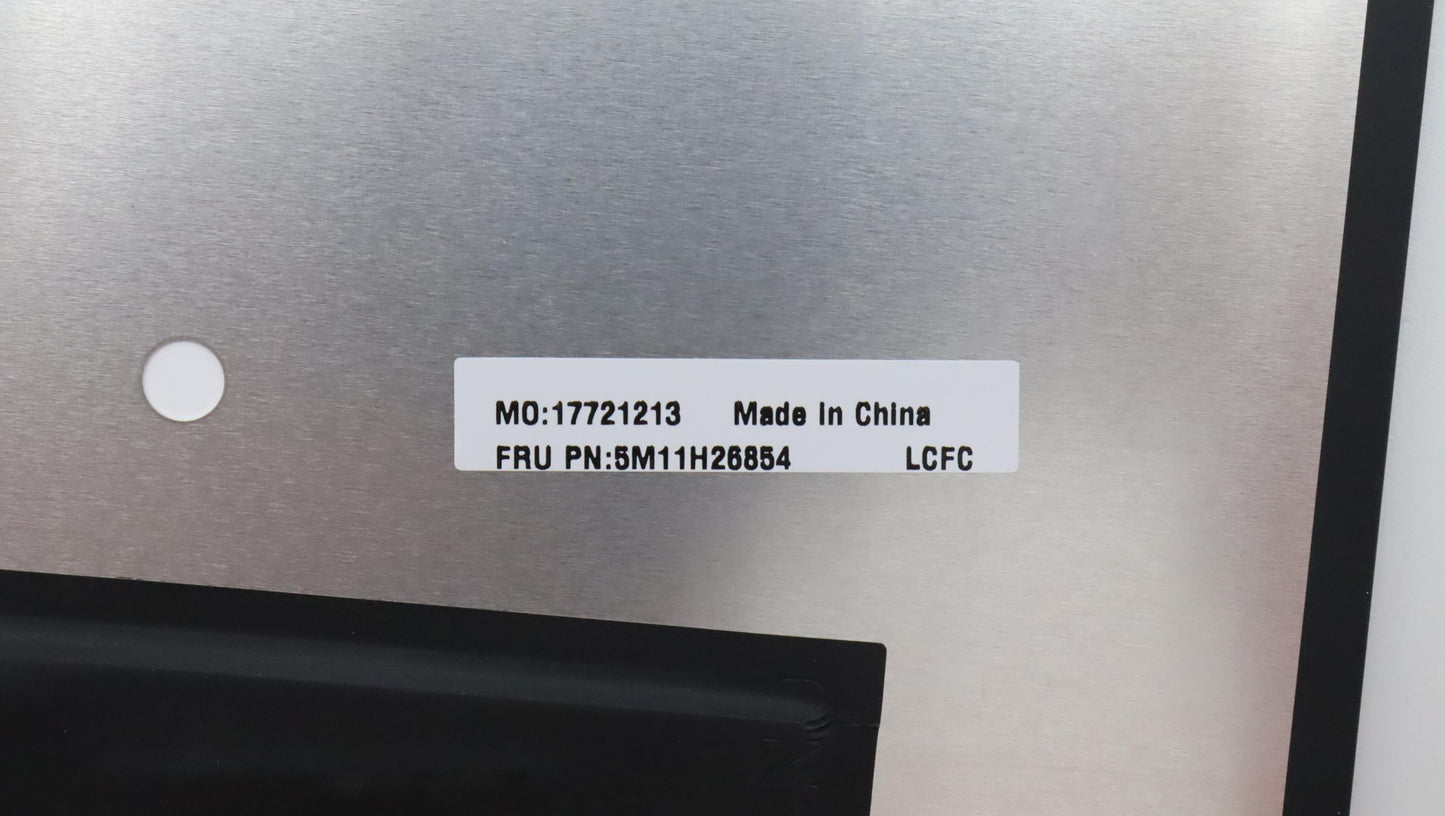 MO:17721213 Made in China
FRU PN:5M11H26854 LCFC